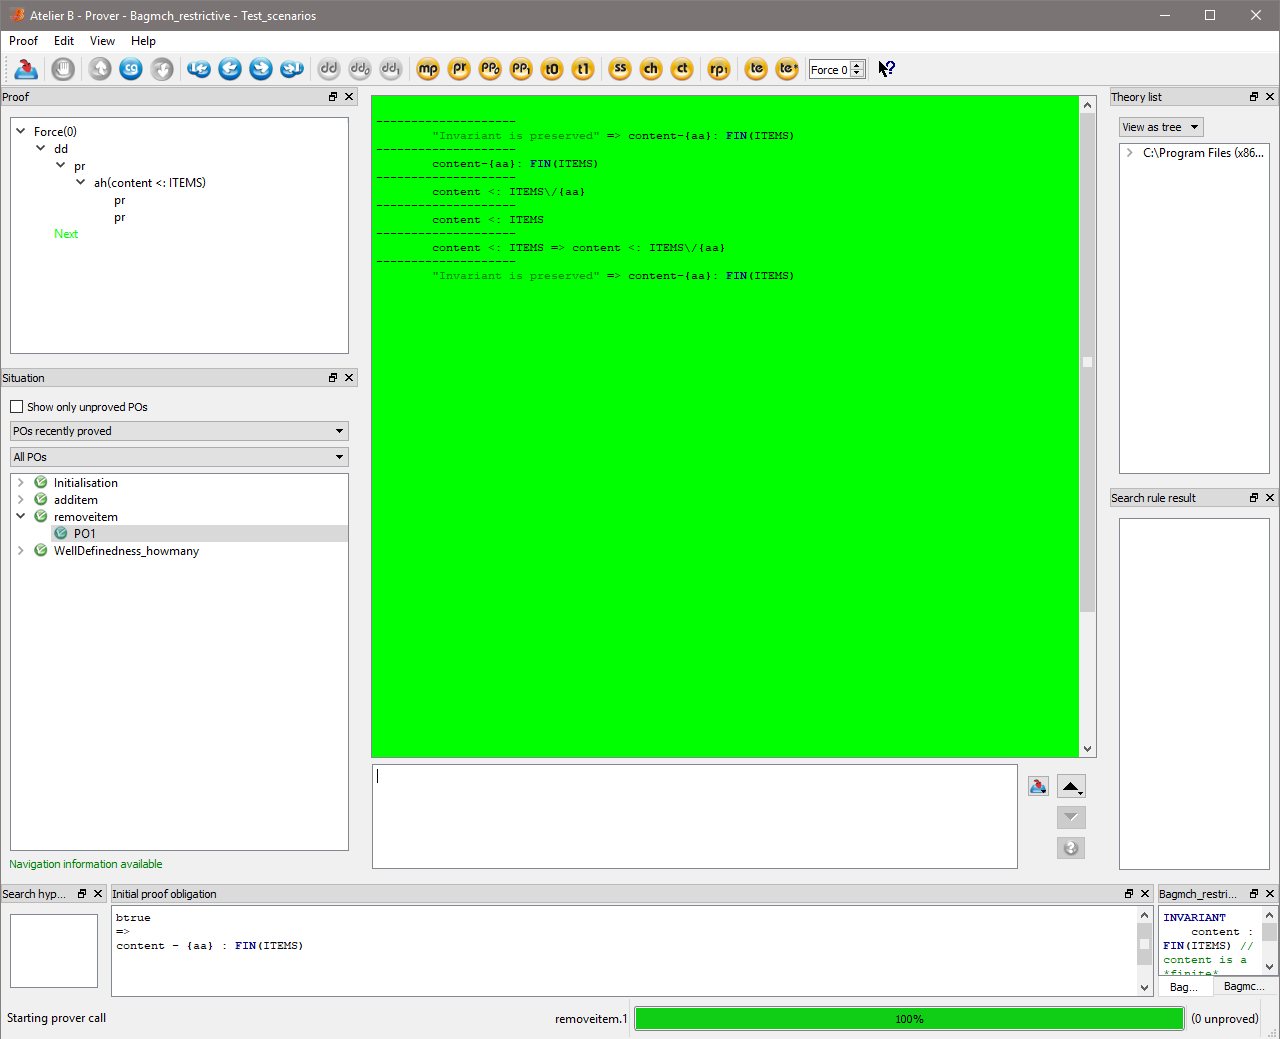 Atelier B - Prover - Bagmch_restrictive - Test_scenarios
Proof Edit View Help
dd dd0 dd1 mp pr PP0 PP1 t0 t1 ss ch ct rp1 te te* Force 0
Proof
Force(0)
dd
pr
ah(content <: ITEMS)
pr
pr
Next
--------------------
"Invariant is preserved" => content-{aa}: FIN(ITEMS)
--------------------
content-{aa}: FIN(ITEMS)
--------------------
content <: ITEMS\/{aa}
--------------------
content <: ITEMS
--------------------
content <: ITEMS => content <: ITEMS\/{aa}
--------------------
"Invariant is preserved" => content-{aa}: FIN(ITEMS)
Theory list
View as tree
C:\Program Files (x86...
Situation
Show only unproved POs
POs recently proved
All POs
Initialisation
additem
removeitem
PO1
WellDefinedness_howmany
Navigation information available
Search rule result
Search hyp...
Initial proof obligation
btrue
=>
content - {aa} : FIN(ITEMS)
Bagmch_restri...
INVARIANT
content :
FIN(ITEMS) //
content is a
*finite*
Bag... Bagmc...
Starting prover call
removeitem.1
100%
(0 unproved)